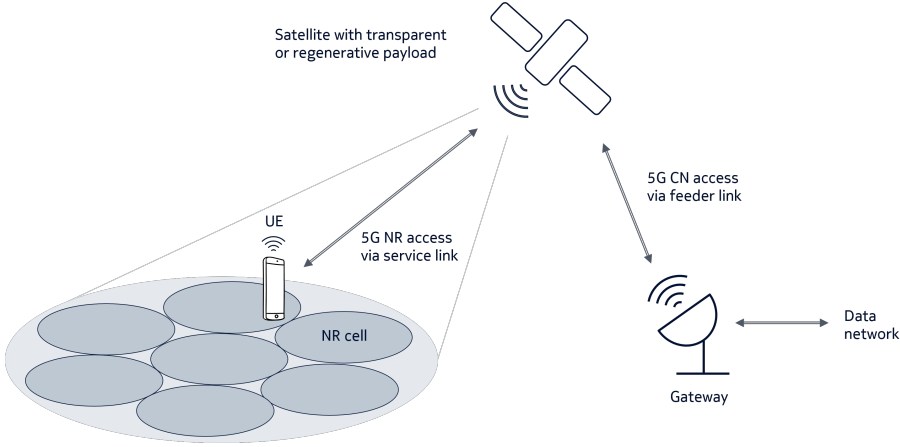 Satellite with transparent
or regenerative payload
5G CN access
via feeder link
UE
5G NR access
via service link
NR cell
Data
network
Gateway